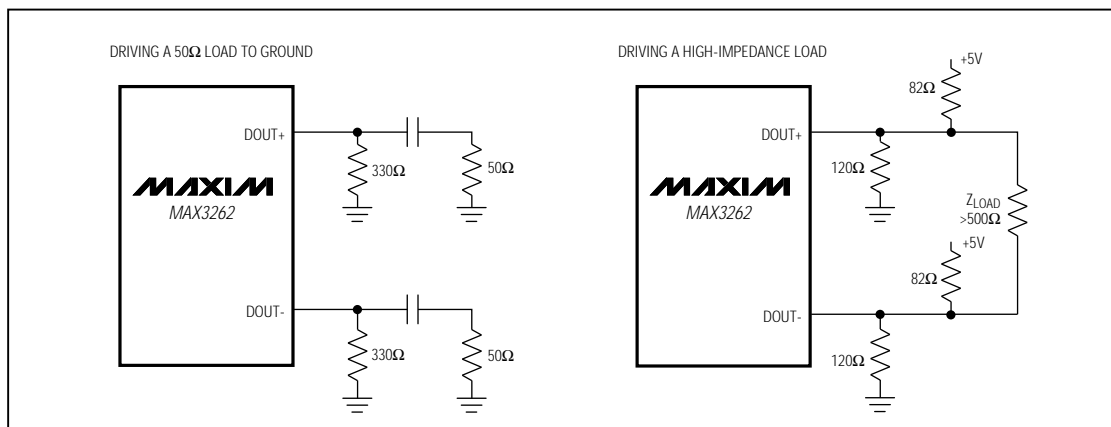 DRIVING A 50Ω LOAD TO GROUND
DOUT+
330Ω
50Ω
MAXIM
MAX3262
DOUT-
330Ω
50Ω
DRIVING A HIGH-IMPEDANCE LOAD
+5V
82Ω
DOUT+
120Ω
MAXIM
MAX3262
ZLOAD
>500Ω
+5V
82Ω
DOUT-
120Ω